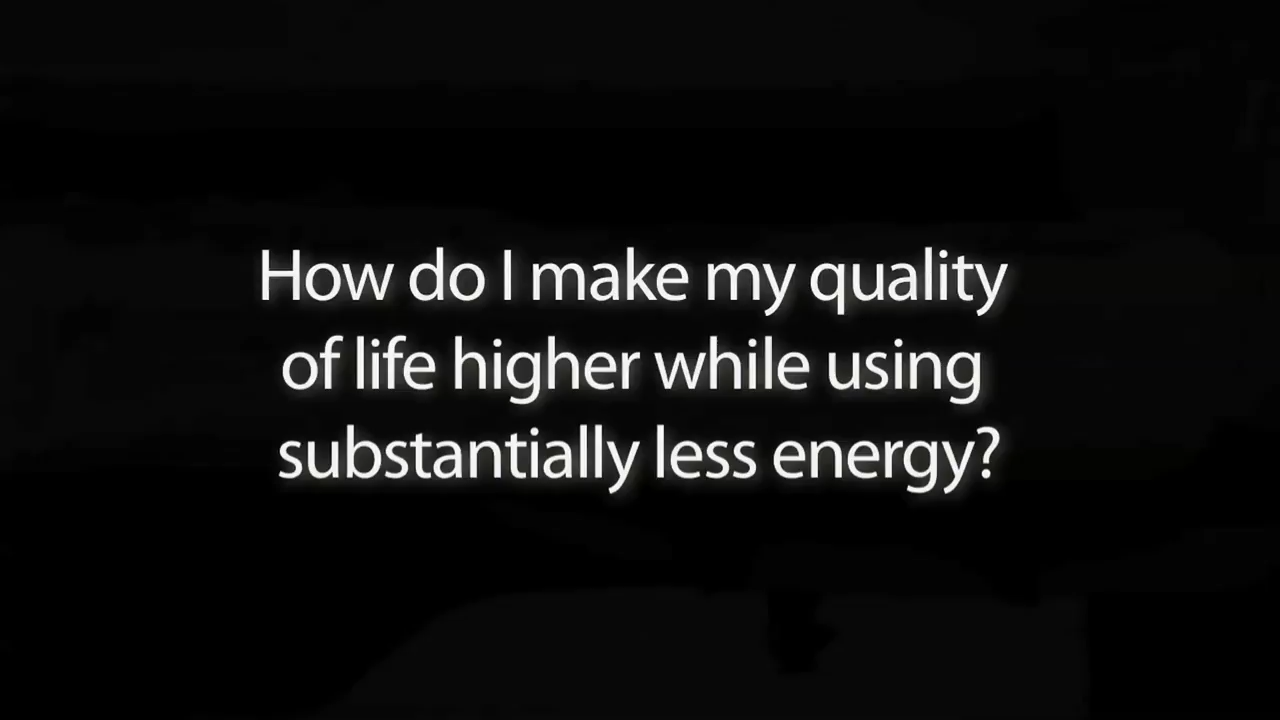 How do I make my quality
of life higher while using
substantially less energy?